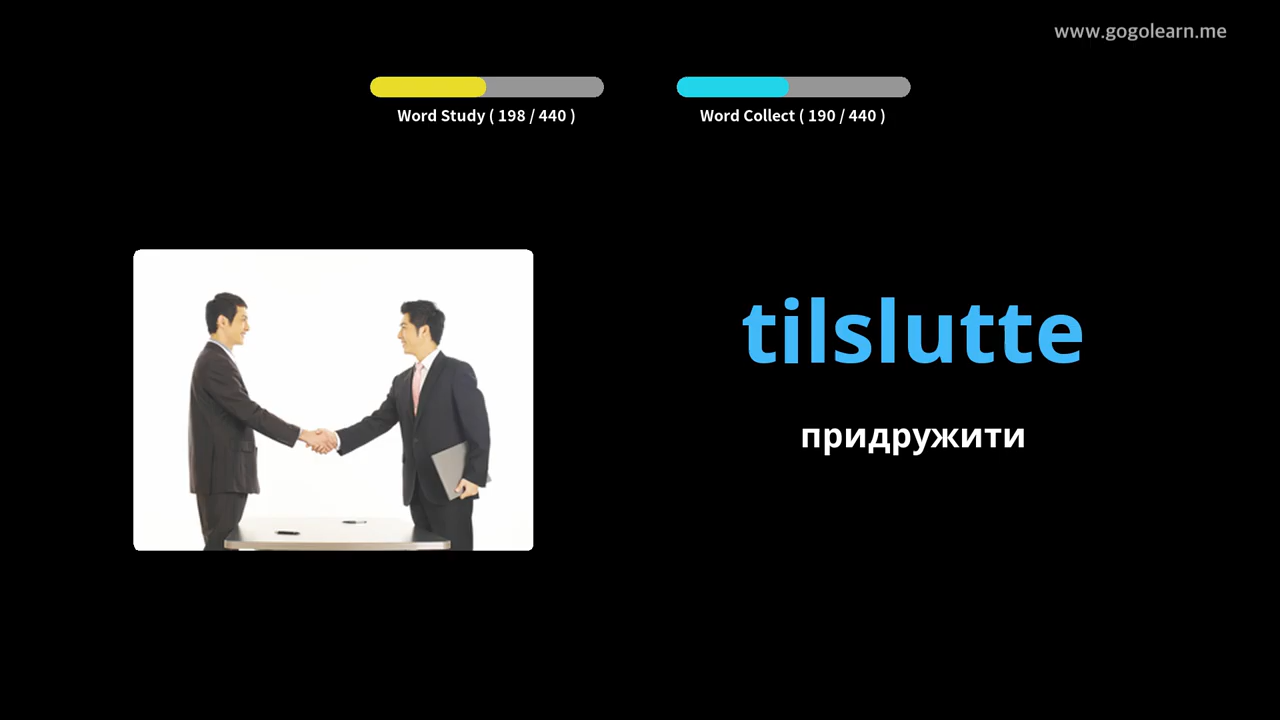 www.gogolearn.me
Word Study ( 198 / 440 )
Word Collect ( 190 / 440 )
tilslutte
придружити